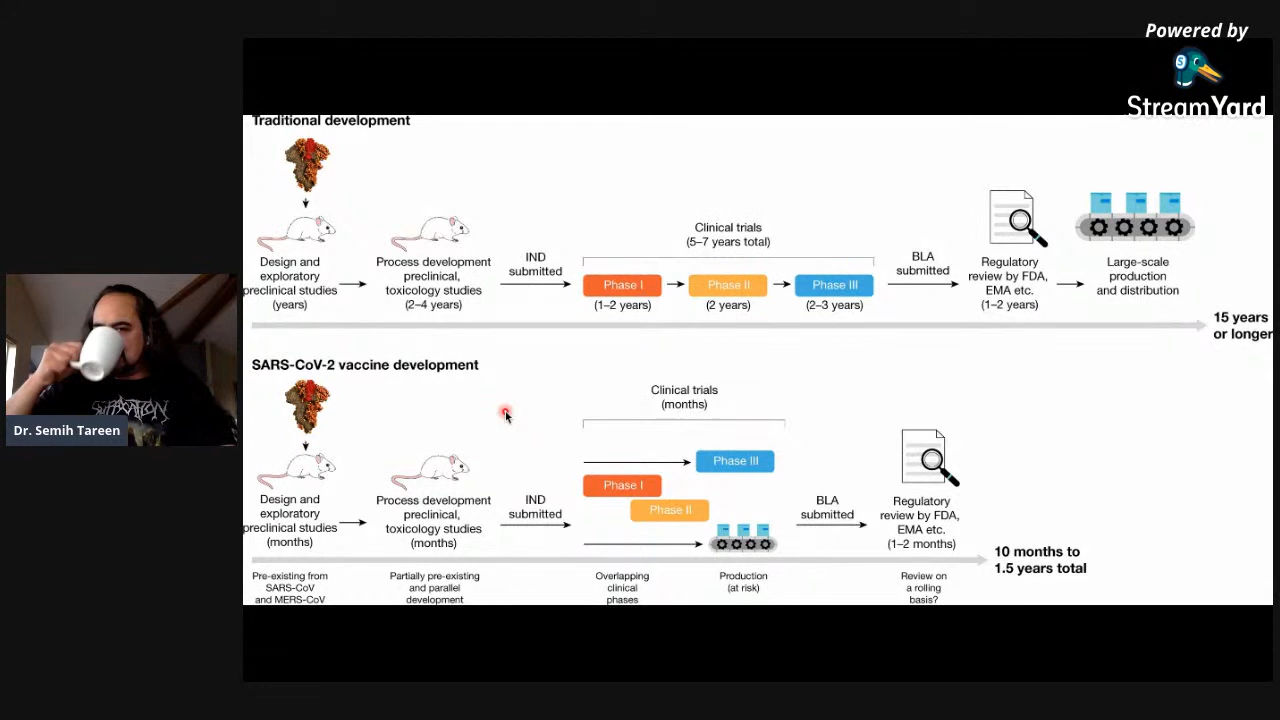 Powered by
StreamYard
Traditional development
Design and
exploratory
preclinical studies
(years)
Process development
preclinical,
toxicology studies
(2–4 years)
IND
submitted
Clinical trials
(5–7 years total)
Phase I
(1–2 years)
Phase II
(2 years)
Phase III
(2–3 years)
BLA
submitted
Regulatory
review by FDA,
EMA etc.
(1–2 years)
Large-scale
production
and distribution
15 years
or longer
SARS-CoV-2 vaccine development
Design and
exploratory
preclinical studies
(months)
Process development
preclinical,
toxicology studies
(months)
IND
submitted
Clinical trials
(months)
Phase III
Phase I
Phase II
BLA
submitted
Regulatory
review by FDA,
EMA etc.
(1–2 months)
10 months to
1.5 years total
Pre-existing from
SARS-CoV
and MERS-CoV
Partially pre-existing
and parallel
development
Overlapping
clinical
phases
Production
(at risk)
Review on
a rolling
basis?
SUFFOCATION
Dr. Semih Tareen